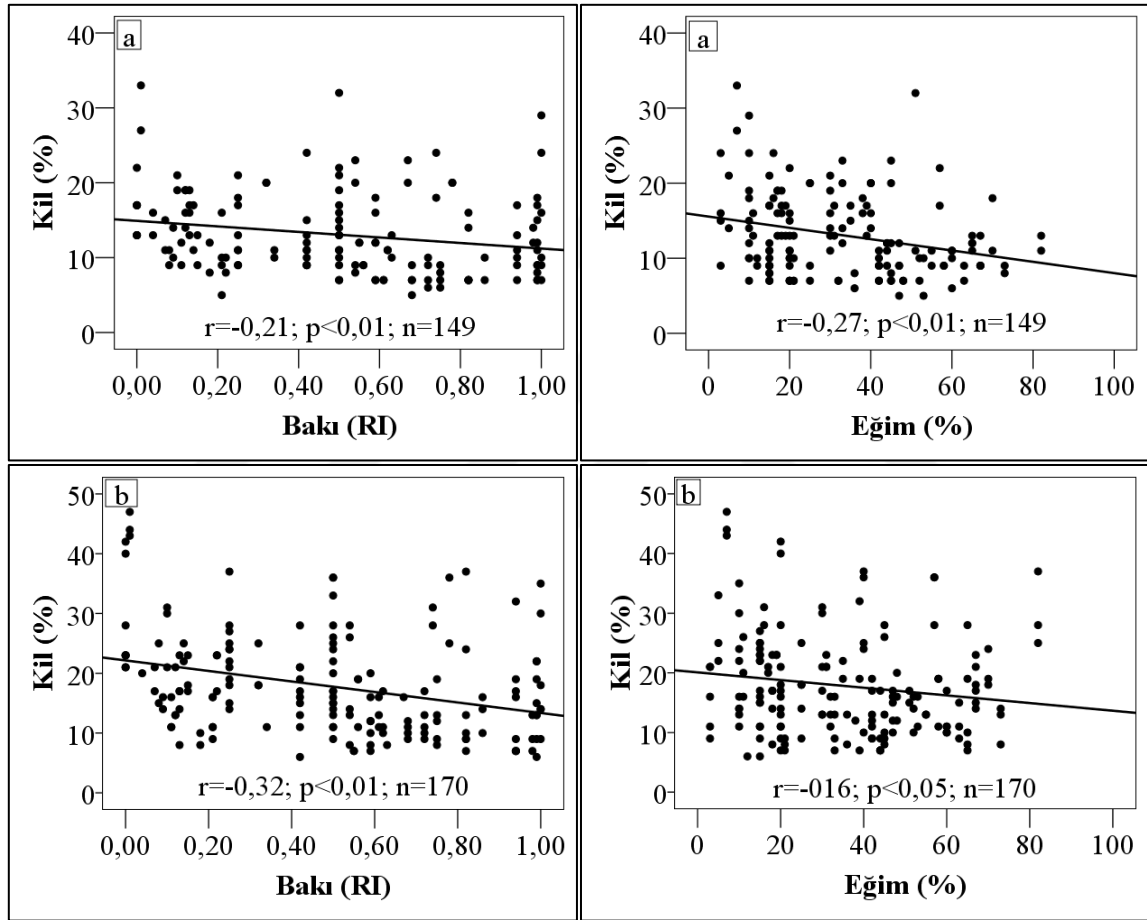 a
Kil (%)
40
30
20
10
0
r=-0,21; p<0,01; n=149
0,00 0,20 0,40 0,60 0,80 1,00
Bakı (RI)
a
Kil (%)
40
30
20
10
0
r=-0,27; p<0,01; n=149
0 20 40 60 80 100
Eğim (%)
b
Kil (%)
50
40
30
20
10
0
r=-0,32; p<0,01; n=170
0,00 0,20 0,40 0,60 0,80 1,00
Bakı (RI)
b
Kil (%)
50
40
30
20
10
0
r=-016; p<0,05; n=170
0 20 40 60 80 100
Eğim (%)